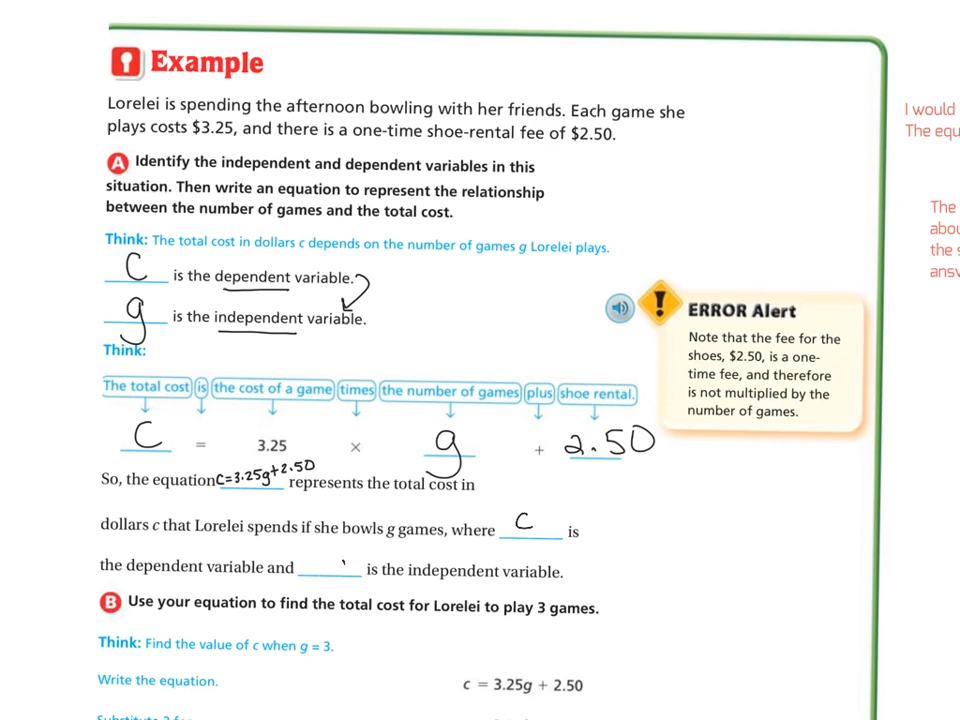 Example
Lorelei is spending the afternoon bowling with her friends. Each game she
plays costs $3.25, and there is a one-time shoe-rental fee of $2.50.
A Identify the independent and dependent variables in this
situation. Then write an equation to represent the relationship
between the number of games and the total cost.
Think: The total cost in dollars c depends on the number of games g Lorelei plays.
C is the dependent variable.
g is the independent variable.
Think:
The total cost is the cost of a game times the number of games plus shoe rental.
C = 3.25 × g + 2.50
So, the equation C=3.25g+2.50 represents the total cost in
dollars c that Lorelei spends if she bowls g games, where C is
the dependent variable and is the independent variable.
B Use your equation to find the total cost for Lorelei to play 3 games.
Think: Find the value of c when g = 3.
Write the equation. c = 3.25g + 2.50
! ERROR Alert
Note that the fee for the
shoes, $2.50, is a one-
time fee, and therefore
is not multiplied by the
number of games.
I would
The equ
The
abou
the s
answ